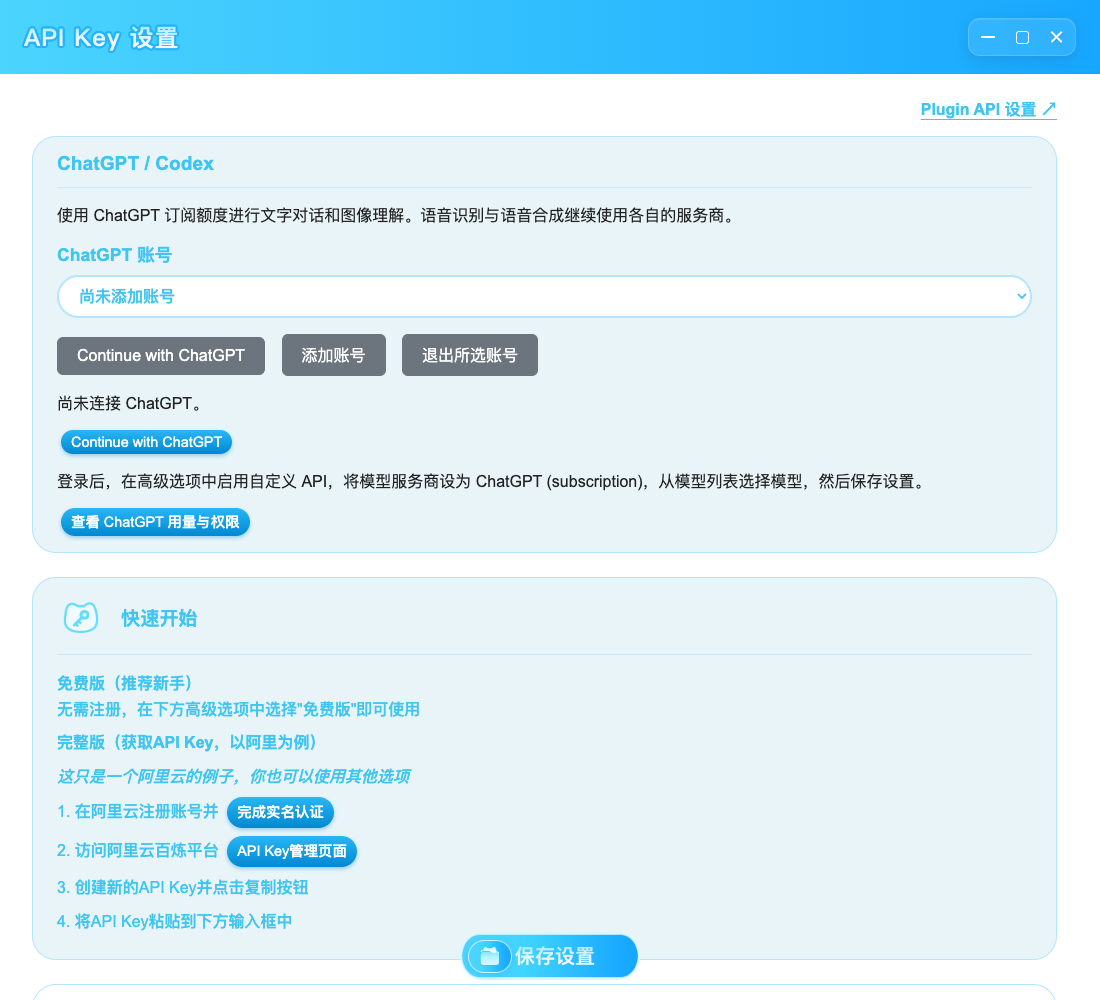 API Key 设置
Plugin API 设置 ↗
ChatGPT / Codex
使用 ChatGPT 订阅额度进行文字对话和图像理解。语音识别与语音合成继续使用各自的服务商。
ChatGPT 账号
尚未添加账号
Continue with ChatGPT 添加账号 退出所选账号
尚未连接 ChatGPT。
Continue with ChatGPT
登录后，在高级选项中启用自定义 API，将模型服务商设为 ChatGPT (subscription)，从模型列表选择模型，然后保存设置。
查看 ChatGPT 用量与权限
快速开始
免费版（推荐新手）
无需注册，在下方高级选项中选择"免费版"即可使用
完整版（获取API Key，以阿里为例）
这只是一个阿里云的例子，你也可以使用其他选项
1. 在阿里云注册账号并 完成实名认证
2. 访问阿里云百炼平台 API Key管理页面
3. 创建新的API Key并点击复制按钮
4. 将API Key粘贴到下方输入框中
保存设置